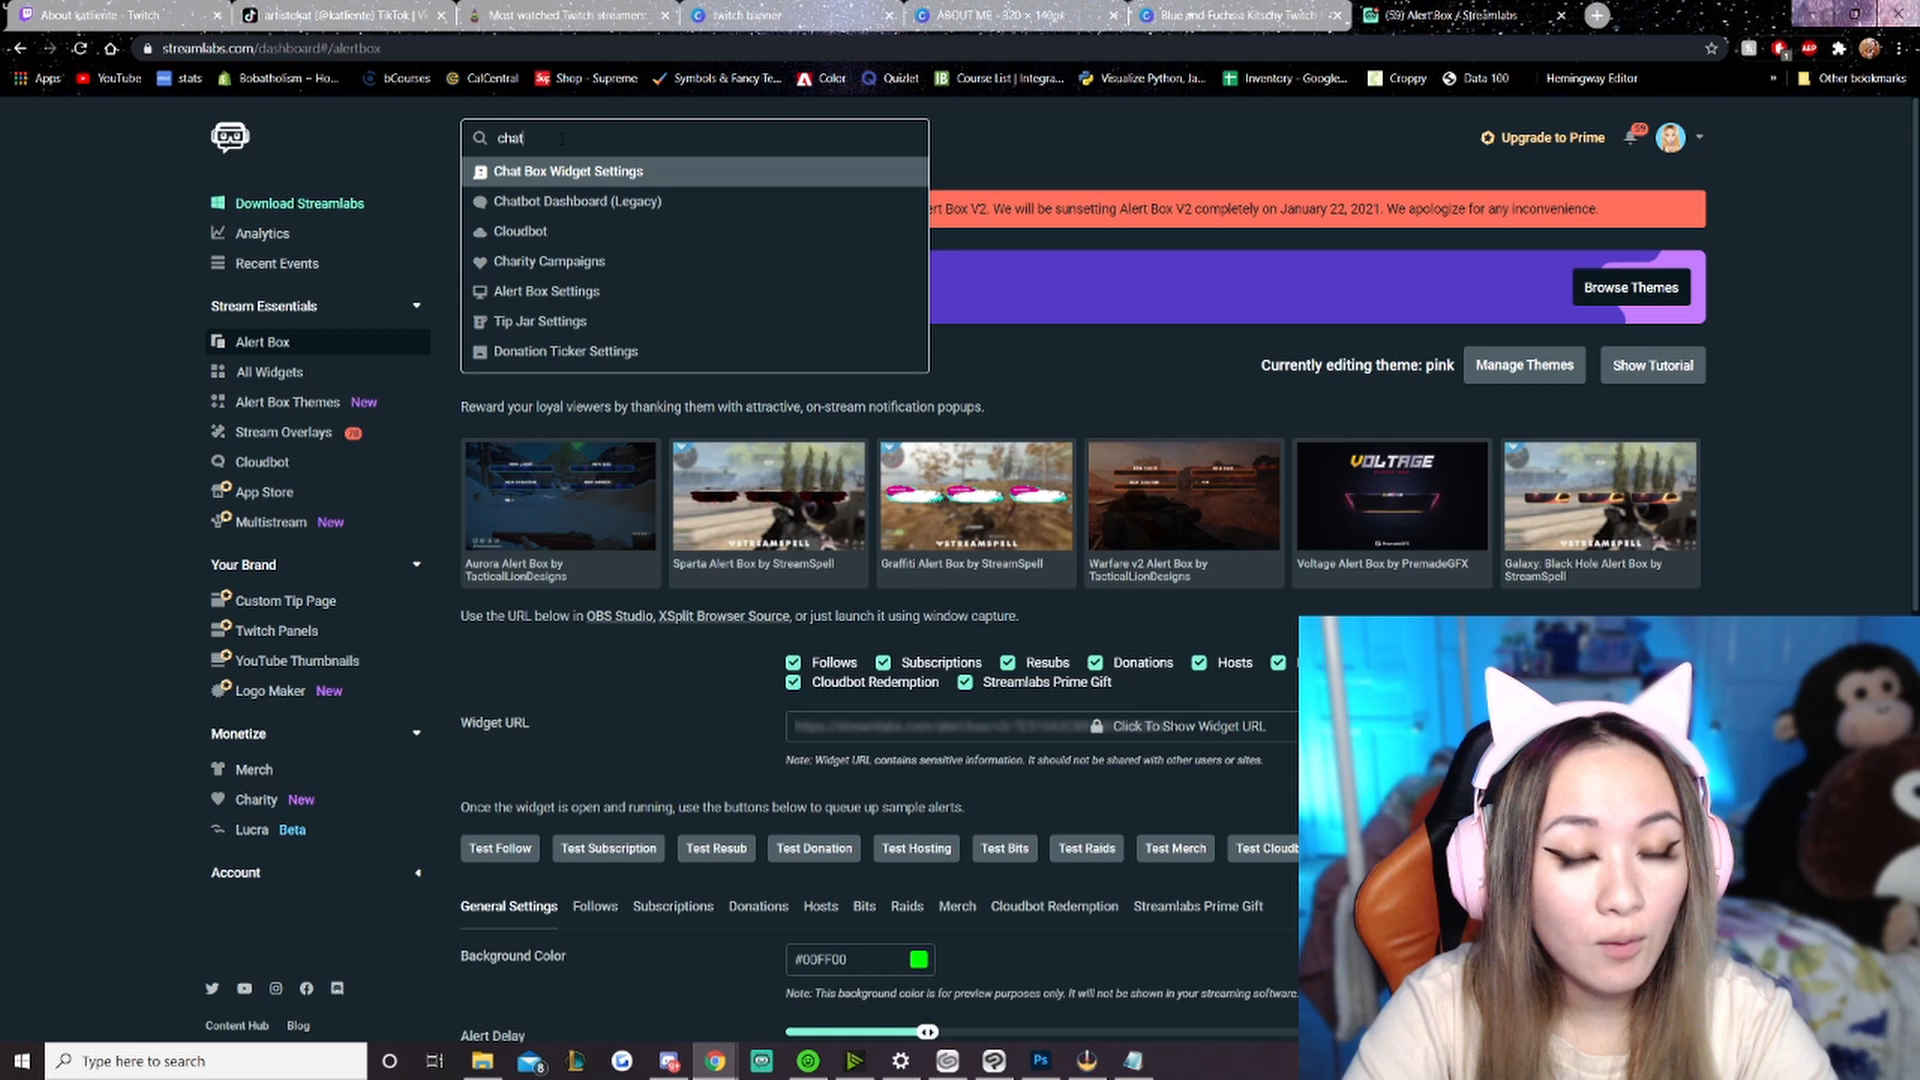 About katliente - Twitch
artistekat (@katliente) TikTok | V
Most watched Twitch streamers
twitch banner
ABOUT ME - 320 × 140px
Blue and Fuchsia Kitschy Twitch
(59) Alert Box / Streamlabs
streamlabs.com/dashboard#/alertbox
Apps
YouTube
stats
Bobatholism – Ho...
bCourses
CalCentral
Shop - Supreme
Symbols & Fancy Te...
Color
Quizlet
Course List | Integra...
Visualize Python, Ja...
Inventory - Google...
Croppy
Data 100
Hemingway Editor
»
Other bookmarks
chat
Chat Box Widget Settings
Chatbot Dashboard (Legacy)
Cloudbot
Charity Campaigns
Alert Box Settings
Tip Jar Settings
Donation Ticker Settings
Upgrade to Prime
59
ert Box V2. We will be sunsetting Alert Box V2 completely on January 22, 2021. We apologize for any inconvenience.
Browse Themes
Currently editing theme: pink
Manage Themes
Show Tutorial
Download Streamlabs
Analytics
Recent Events
Stream Essentials
Alert Box
All Widgets
Alert Box Themes New
Stream Overlays 78
Cloudbot
App Store
Multistream New
Your Brand
Custom Tip Page
Twitch Panels
YouTube Thumbnails
Logo Maker New
Monetize
Merch
Charity New
Lucra Beta
Account
Content Hub Blog
Reward your loyal viewers by thanking them with attractive, on-stream notification popups.
STREAMSPELL
STREAMSPELL
VOLTAGE
PremadeGFX
STREAMSPELL
Aurora Alert Box by
TacticalLionDesigns
Sparta Alert Box by StreamSpell
Graffiti Alert Box by StreamSpell
Warfare v2 Alert Box by
TacticalLionDesigns
Voltage Alert Box by PremadeGFX
Galaxy: Black Hole Alert Box by
StreamSpell
Use the URL below in OBS Studio, XSplit Browser Source, or just launch it using window capture.
Follows Subscriptions Resubs Donations Hosts
Cloudbot Redemption Streamlabs Prime Gift
Widget URL
Click To Show Widget URL
Note: Widget URL contains sensitive information. It should not be shared with other users or sites.
Once the widget is open and running, use the buttons below to queue up sample alerts.
Test Follow
Test Subscription
Test Resub
Test Donation
Test Hosting
Test Bits
Test Raids
Test Merch
Test Cloudb
General Settings Follows Subscriptions Donations Hosts Bits Raids Merch Cloudbot Redemption Streamlabs Prime Gift
Background Color
#00FF00
Note: This background color is for preview purposes only. It will not be shown in your streaming software.
Alert Delay
Type here to search
8
Ps